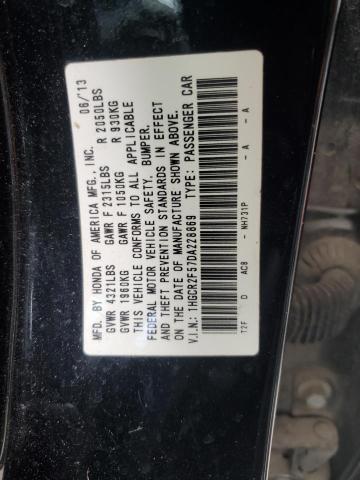 MFD. BY HONDA OF AMERICA MFG., INC. 06/13
GVWR 4321LBS GAWR F 2315LBS R 2050LBS
GVWR 1960KG GAWR F 1050KG R 930KG
THIS VEHICLE CONFORMS TO ALL APPLICABLE
FEDERAL MOTOR VEHICLE SAFETY, BUMPER,
AND THEFT PREVENTION STANDARDS IN EFFECT
ON THE DATE OF MANUFACTURE SHOWN ABOVE.
V.I.N.: 1HGCR2F57DA228869 TYPE: PASSENGER CAR
T2F D AC8 - NH731P - A - A